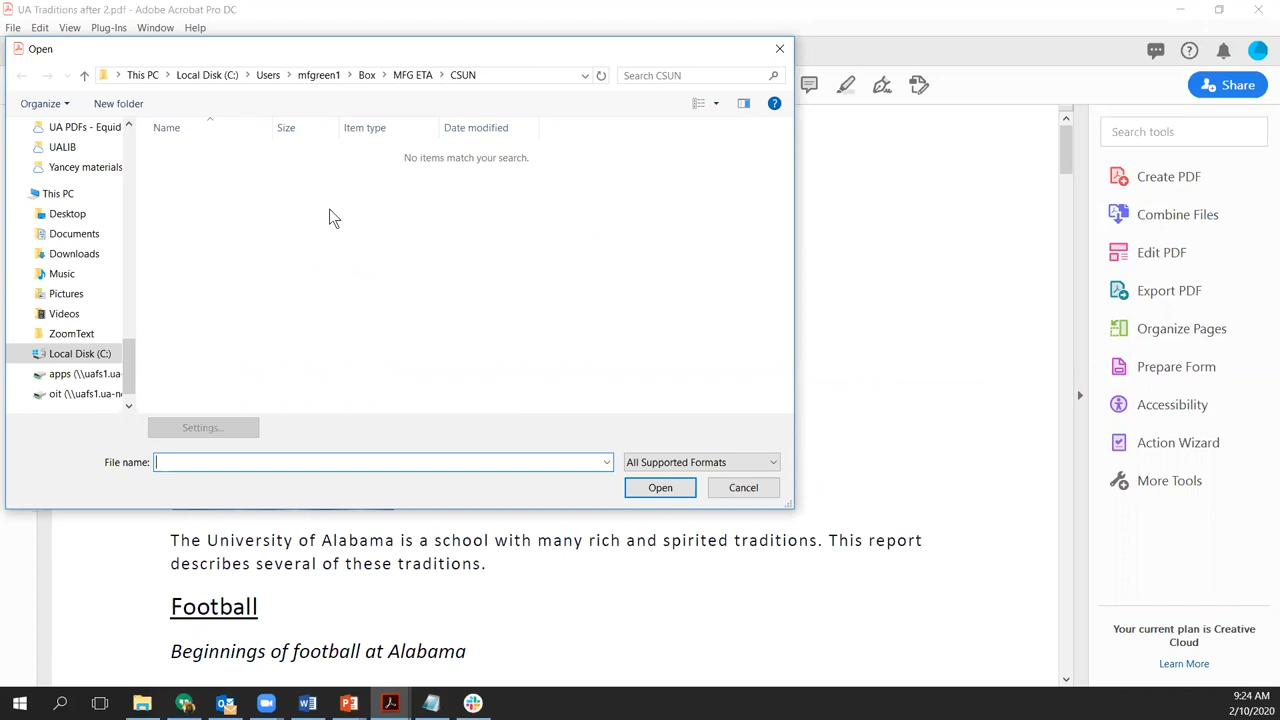 UA Traditions after 2.pdf - Adobe Acrobat Pro DC
File Edit View Plug-Ins Window Help
Open
This PC Local Disk (C:) Users mfgreen1 Box MFG ETA CSUN
Search CSUN
Share
Organize New folder
Name Size Item type Date modified
No items match your search.
UA PDFs - Equid
UALIB
Yancey materials
This PC
Desktop
Documents
Downloads
Music
Pictures
Videos
ZoomText
Local Disk (C:)
apps (\\uafs1.ua-
oit (\\uafs1.ua-n
Settings...
File name:
All Supported Formats
Open Cancel
Search tools
Create PDF
Combine Files
Edit PDF
Export PDF
Organize Pages
Prepare Form
Accessibility
Action Wizard
More Tools
Your current plan is Creative
Cloud
Learn More
The University of Alabama is a school with many rich and spirited traditions. This report
describes several of these traditions.
Football
Beginnings of football at Alabama
9:24 AM
2/10/2020